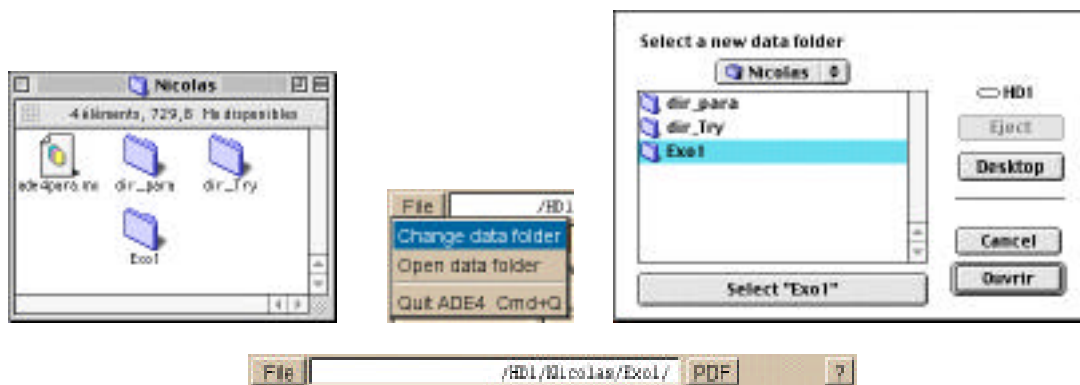 Nicolas
4 éléments, 729,8 Mo disponibles
dir_para
dir_Try
Exo1
File /HD1
Change data folder
Open data folder
Quit ADE4 Cmd+Q
Select a new data folder
Nicolas
dir_para
dir_Try
Exo1
HD1
Eject
Desktop
Cancel
Ouvrir
Select "Exo1"
File /HD1/Nicolas/Exo1/ PDF ?